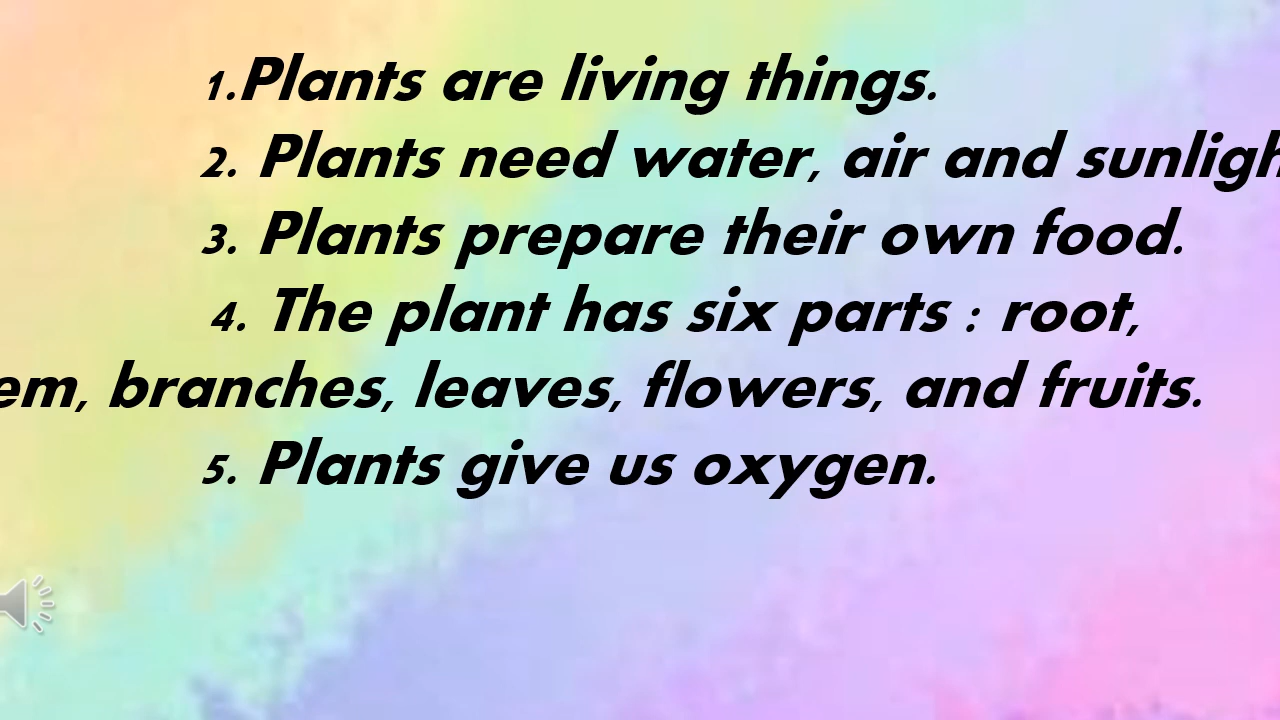 1.Plants are living things.
2. Plants need water, air and sunligh
3. Plants prepare their own food.
4. The plant has six parts : root,
em, branches, leaves, flowers, and fruits.
5. Plants give us oxygen.